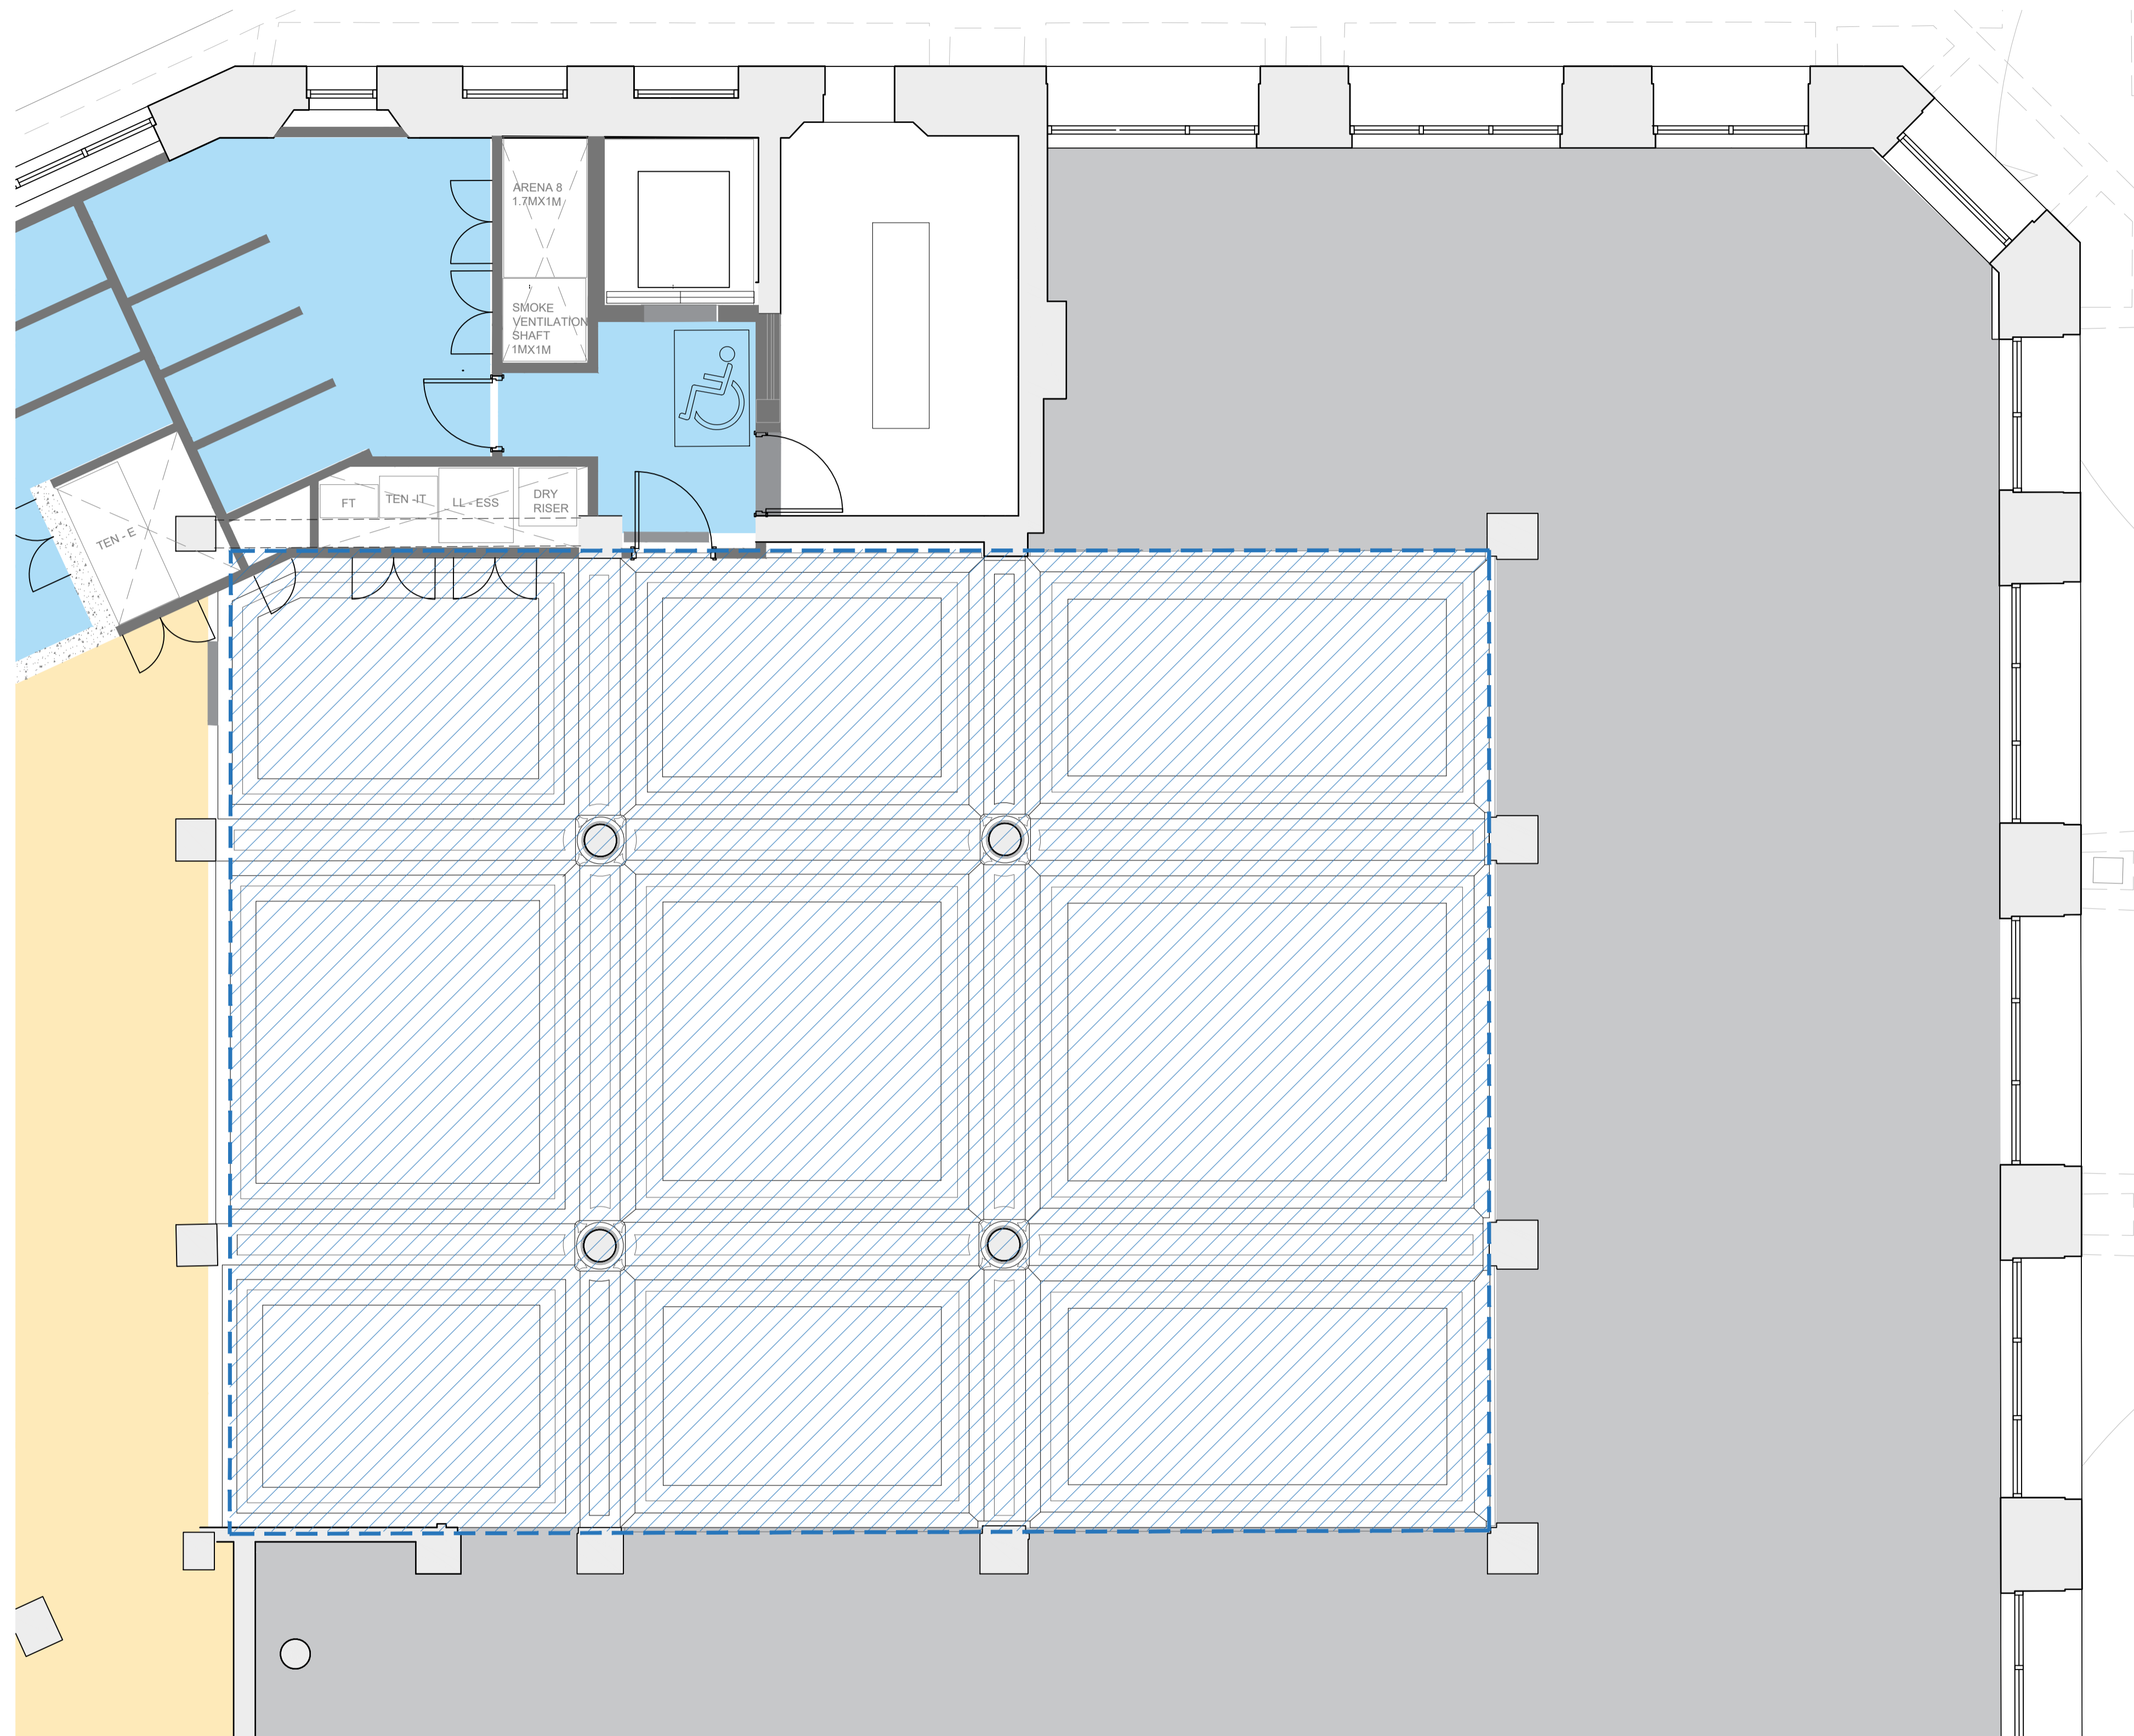 ARENA 8
1.7MX1M
SMOKE
VENTILATION
SHAFT
1MX1M
FT
TEN -IT
LL - ESS
DRY
RISER
TEN - E